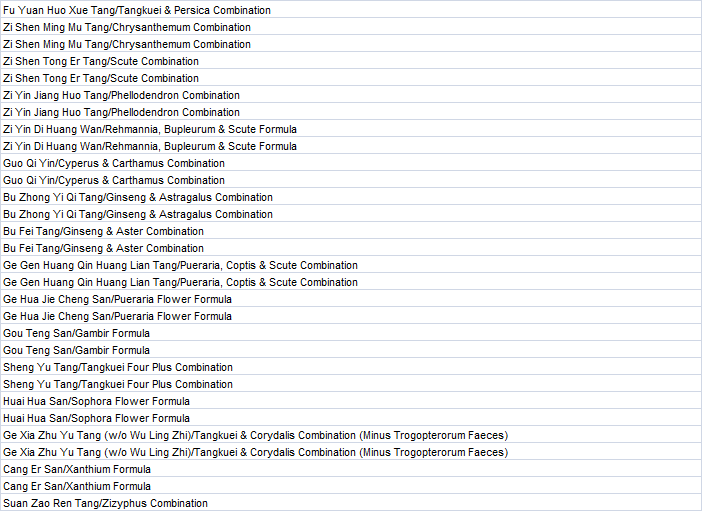 Fu Yuan Huo Xue Tang/Tangkuei & Persica Combination
Zi Shen Ming Mu Tang/Chrysanthemum Combination
Zi Shen Ming Mu Tang/Chrysanthemum Combination
Zi Shen Tong Er Tang/Scute Combination
Zi Shen Tong Er Tang/Scute Combination
Zi Yin Jiang Huo Tang/Phellodendron Combination
Zi Yin Jiang Huo Tang/Phellodendron Combination
Zi Yin Di Huang Wan/Rehmannia, Bupleurum & Scute Formula
Zi Yin Di Huang Wan/Rehmannia, Bupleurum & Scute Formula
Guo Qi Yin/Cyperus & Carthamus Combination
Guo Qi Yin/Cyperus & Carthamus Combination
Bu Zhong Yi Qi Tang/Ginseng & Astragalus Combination
Bu Zhong Yi Qi Tang/Ginseng & Astragalus Combination
Bu Fei Tang/Ginseng & Aster Combination
Bu Fei Tang/Ginseng & Aster Combination
Ge Gen Huang Qin Huang Lian Tang/Pueraria, Coptis & Scute Combination
Ge Gen Huang Qin Huang Lian Tang/Pueraria, Coptis & Scute Combination
Ge Hua Jie Cheng San/Pueraria Flower Formula
Ge Hua Jie Cheng San/Pueraria Flower Formula
Gou Teng San/Gambir Formula
Gou Teng San/Gambir Formula
Sheng Yu Tang/Tangkuei Four Plus Combination
Sheng Yu Tang/Tangkuei Four Plus Combination
Huai Hua San/Sophora Flower Formula
Huai Hua San/Sophora Flower Formula
Ge Xia Zhu Yu Tang (w/o Wu Ling Zhi)/Tangkuei & Corydalis Combination (Minus Trogopterorum Faeces)
Ge Xia Zhu Yu Tang (w/o Wu Ling Zhi)/Tangkuei & Corydalis Combination (Minus Trogopterorum Faeces)
Cang Er San/Xanthium Formula
Cang Er San/Xanthium Formula
Suan Zao Ren Tang/Zizyphus Combination